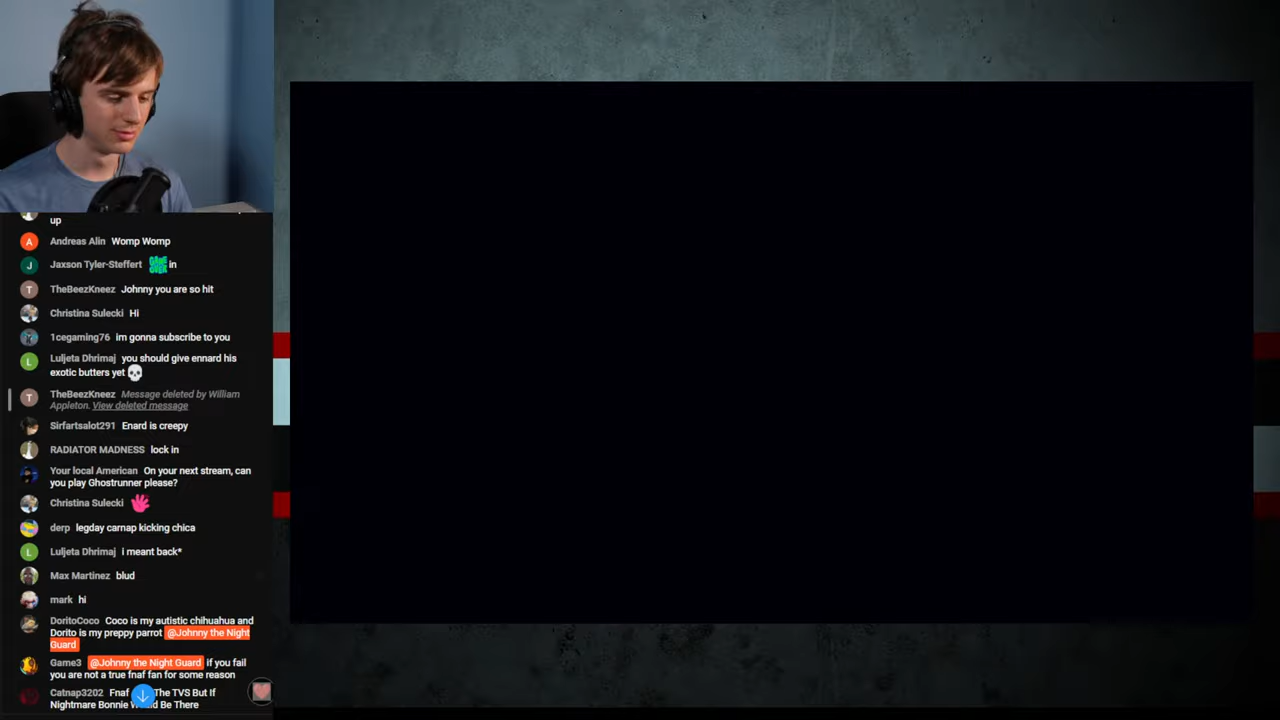 up
Andreas Alin Womp Womp
Jaxson Tyler-Steffert GAME OVER in
TheBeezKneez Johnny you are so hit
Christina Sulecki Hi
1cegaming76 im gonna subscribe to you
Luljeta Dhrimaj you should give ennard his
exotic butters yet
TheBeezKneez Message deleted by William
Appleton. View deleted message
Sirfartsalot291 Enard is creepy
RADIATOR MADNESS lock in
Your local American On your next stream, can
you play Ghostrunner please?
Christina Sulecki
derp legday carnap kicking chica
Luljeta Dhrimaj i meant back*
Max Martinez blud
mark hi
DoritoCoco Coco is my autistic chihuahua and
Dorito is my preppy parrot @Johnny the Night
Guard
Game3 @Johnny the Night Guard if you fail
you are not a true fnaf fan for some reason
Catnap3202 Fnaf The TVS But If
Nightmare Bonnie Be There